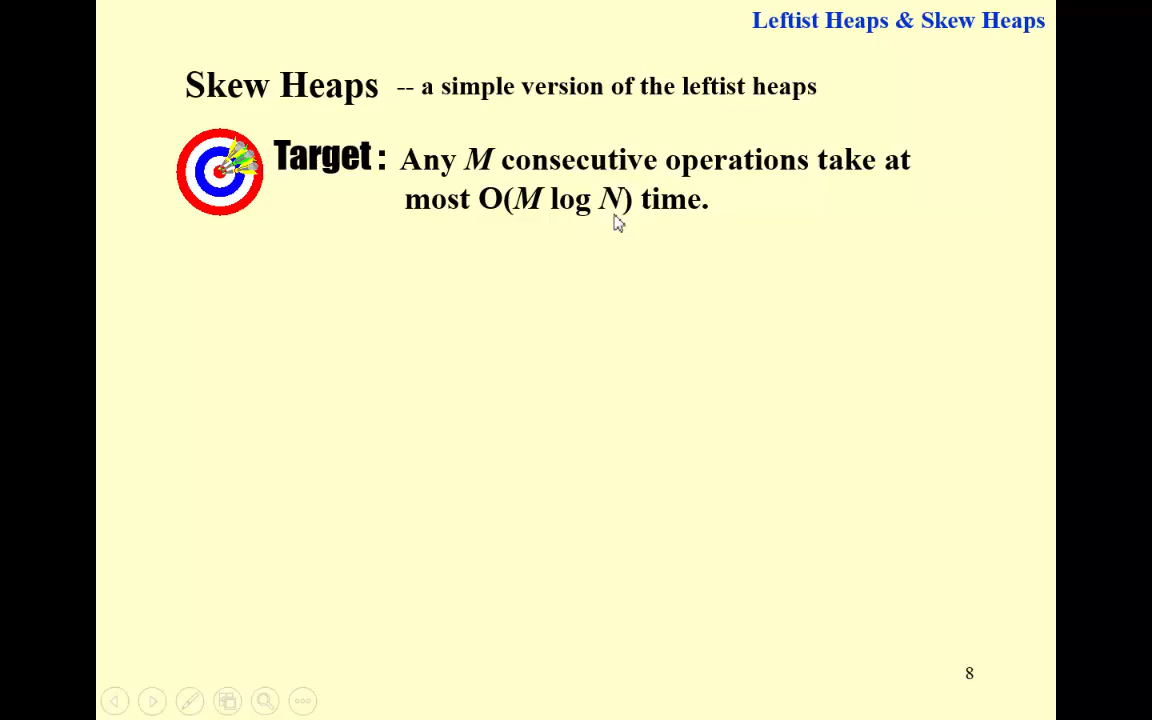 Leftist Heaps & Skew Heaps
Skew Heaps -- a simple version of the leftist heaps
Target : Any M consecutive operations take at
most O(M log N) time.
8